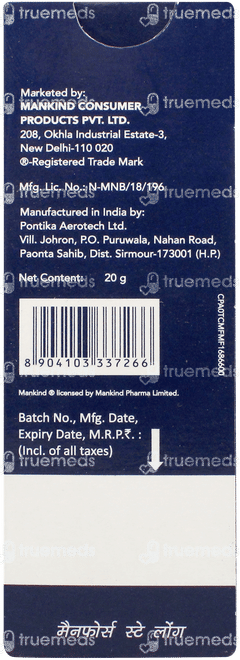 Marketed by:
MANKIND CONSUMER
PRODUCTS PVT. LTD.
208, Okhla Industrial Estate-3,
New Delhi-110 020
®-Registered Trade Mark
Mfg. Lic. No.: N-MNB/18/196
Manufactured in India by:
Pontika Aerotech Ltd.
Vill. Johron, P.O. Puruwala, Nahan Road,
Paonta Sahib, Dist. Sirmour-173001 (H.P.)
Net Content: 20 g
8 904103 337266
CPA0TCMFMF1686600
Mankind ® licensed by Mankind Pharma Limited.
Batch No., Mfg. Date,
Expiry Date, M.R.P.₹. :
(Incl. of all taxes)
मैनफोर्स स्टे लोंग
truemeds